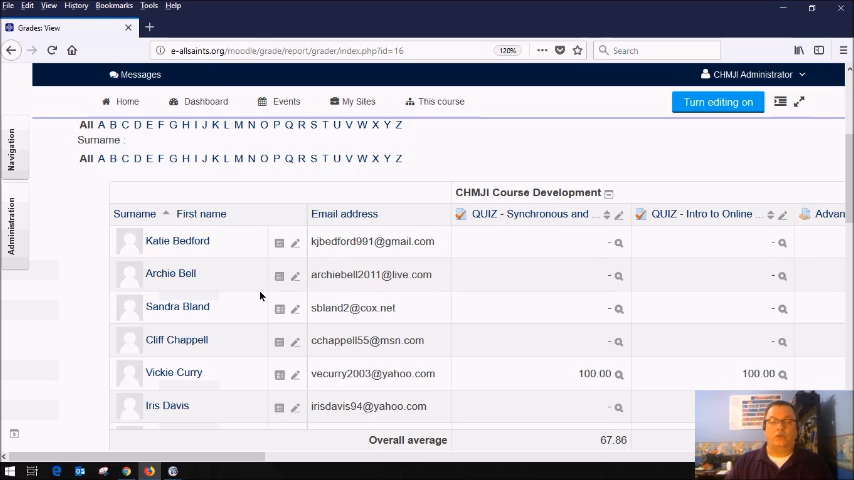 File Edit View History Bookmarks Tools Help
Grades: View
e-allsaints.org/moodle/grade/report/grader/index.php?id=16 120% Search
Messages CHMJI Administrator
Home Dashboard Events My Sites This course Turn editing on
All A B C D E F G H I J K L M N O P Q R S T U V W X Y Z
Surname :
All A B C D E F G H I J K L M N O P Q R S T U V W X Y Z
Navigation
Administration
CHMJI Course Development
Surname First name Email address QUIZ - Synchronous and ... QUIZ - Intro to Online ... Advan
Katie Bedford kjbedford991@gmail.com - -
Archie Bell archiebell2011@live.com - -
Sandra Bland sbland2@cox.net - -
Cliff Chappell cchappell55@msn.com - -
Vickie Curry vecurry2003@yahoo.com 100.00 100.00
Iris Davis irisdavis94@yahoo.com -
Overall average 67.86